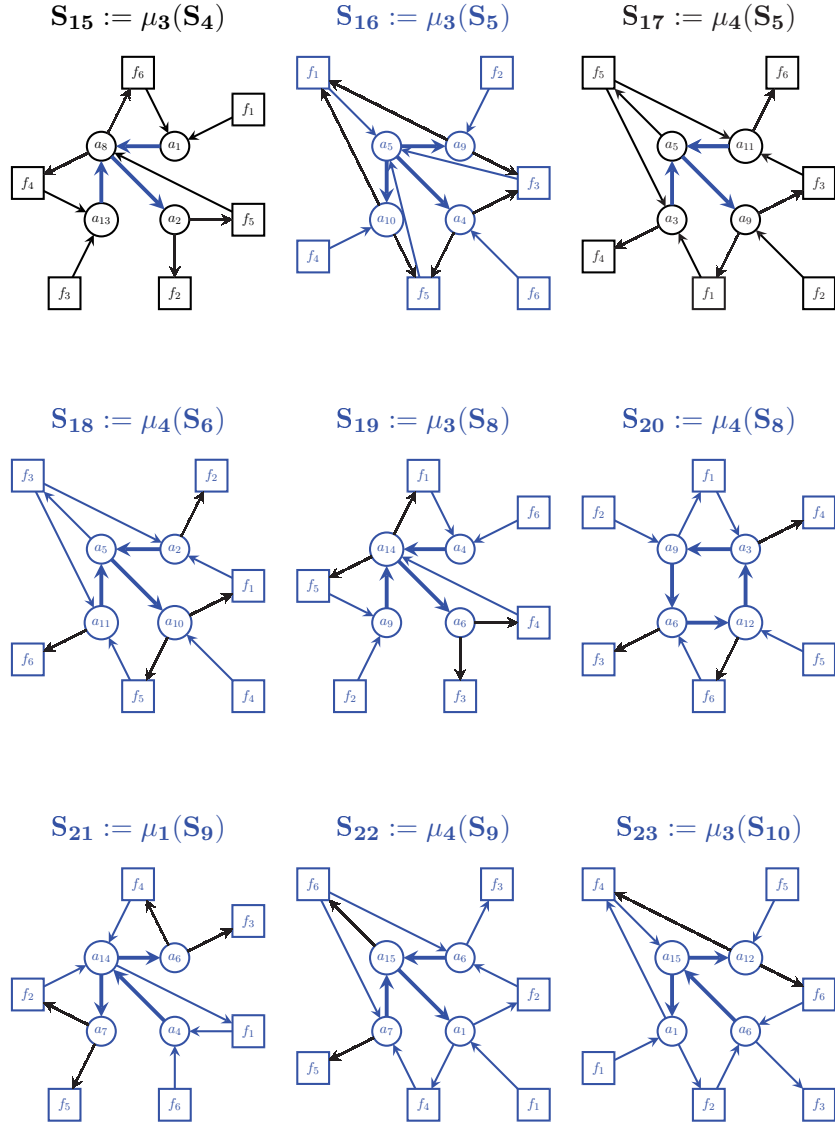 S15 := μ3(S4) S16 := μ3(S5) S17 := μ4(S5)
f6 f1 f2 f5 f6
f1
a8 a1 a5 a9 a5 a11
f4 f3 f3
a13 a2 f5 a10 a4 a3 a9
f4 f4
f3 f2 f5 f6 f1 f2
S18 := μ4(S6) S19 := μ3(S8) S20 := μ4(S8)
f3 f2 f1 f2 f1
f6 f4
a5 a2 a14 a4 a9 a3
f1 f5
a11 a10 a9 a6 f4 a6 a12
f6 f3 f5
f5 f4 f2 f3 f6
S21 := μ1(S9) S22 := μ4(S9) S23 := μ3(S10)
f4 f6 f3 f4 f5
f3
a14 a6 a15 a6 a15 a12
f2 f2 f6
a7 a4 f1 a7 a1 a1 a6
f5 f1
f5 f6 f4 f1 f2 f3